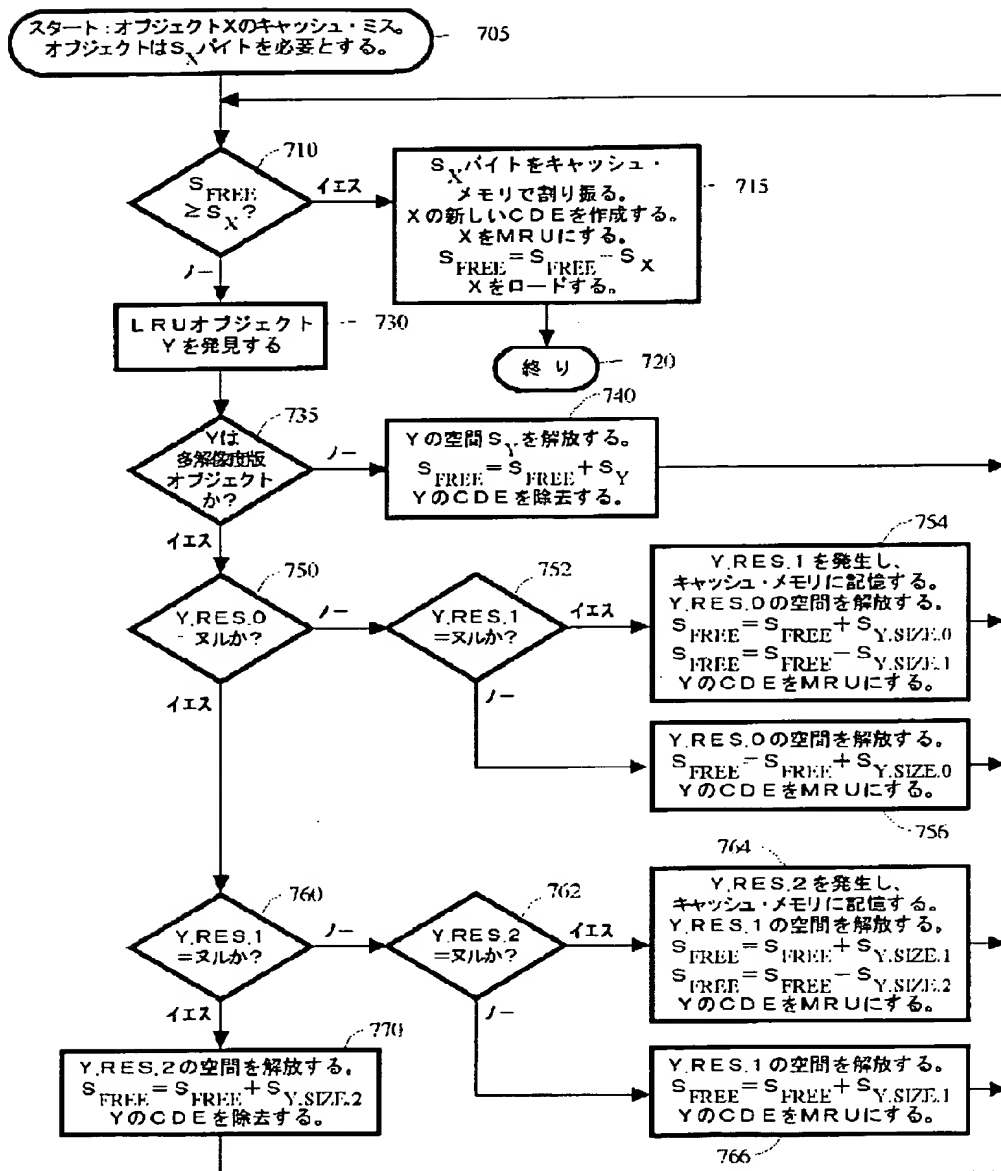 スタート:オブジェクトXのキャッシュ・ミス。
オブジェクトはSXバイトを必要とする。
705
710
SFREE
≥SX?
イエス
ノー
SXバイトをキャッシュ・
メモリで割り振る。
Xの新しいCDEを作成する。
XをMRUにする。
SFREE=SFREE-SX
Xをロードする。
715
終り
720
LRUオブジェクト
Yを発見する
730
735
Yは
多解像度版
オブジェクト
か?
ノー
イエス
740
Yの空間SYを解放する。
SFREE=SFREE+SY
YのCDEを除去する。
750
Y.RES.0
-ヌルか?
ノー
イエス
752
Y.RES.1
=ヌルか?
イエス
ノー
754
Y.RES.1を発生し、
キャッシュ・メモリに記憶する。
Y.RES.0の空間を解放する。
SFREE=SFREE+SY.SIZE.0
SFREE=SFREE-SY.SIZE.1
YのCDEをMRUにする。
Y.RES.0の空間を解放する。
SFREE-SFREE+SY.SIZE.0
YのCDEをMRUにする。
756
760
Y.RES.1
=ヌルか?
ノー
イエス
762
Y.RES.2
=ヌルか?
イエス
ノー
764
Y.RES.2を発生し、
キャッシュ・メモリに記憶する。
Y.RES.1の空間を解放する。
SFREE=SFREE+SY.SIZE.1
SFREE=SFREE-SY.SIZE.2
YのCDEをMRUにする。
770
Y.RES.2の空間を解放する。
SFREE=SFREE+SY.SIZE.2
YのCDEを除去する。
Y.RES.1の空間を解放する。
SFREE=SFREE+SY.SIZE.1
YのCDEをMRUにする。
766